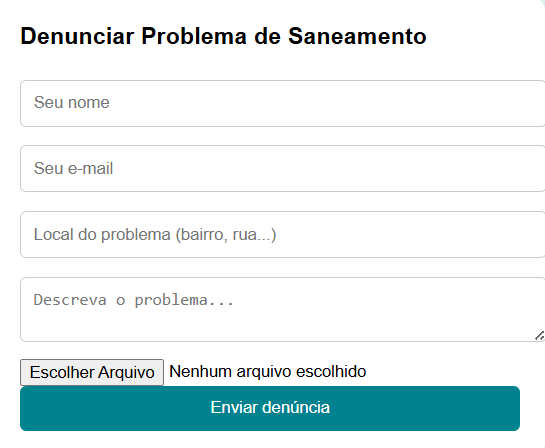 Denunciar Problema de Saneamento
Seu nome
Seu e-mail
Local do problema (bairro, rua...)
Descreva o problema...
Escolher Arquivo Nenhum arquivo escolhido
Enviar denúncia